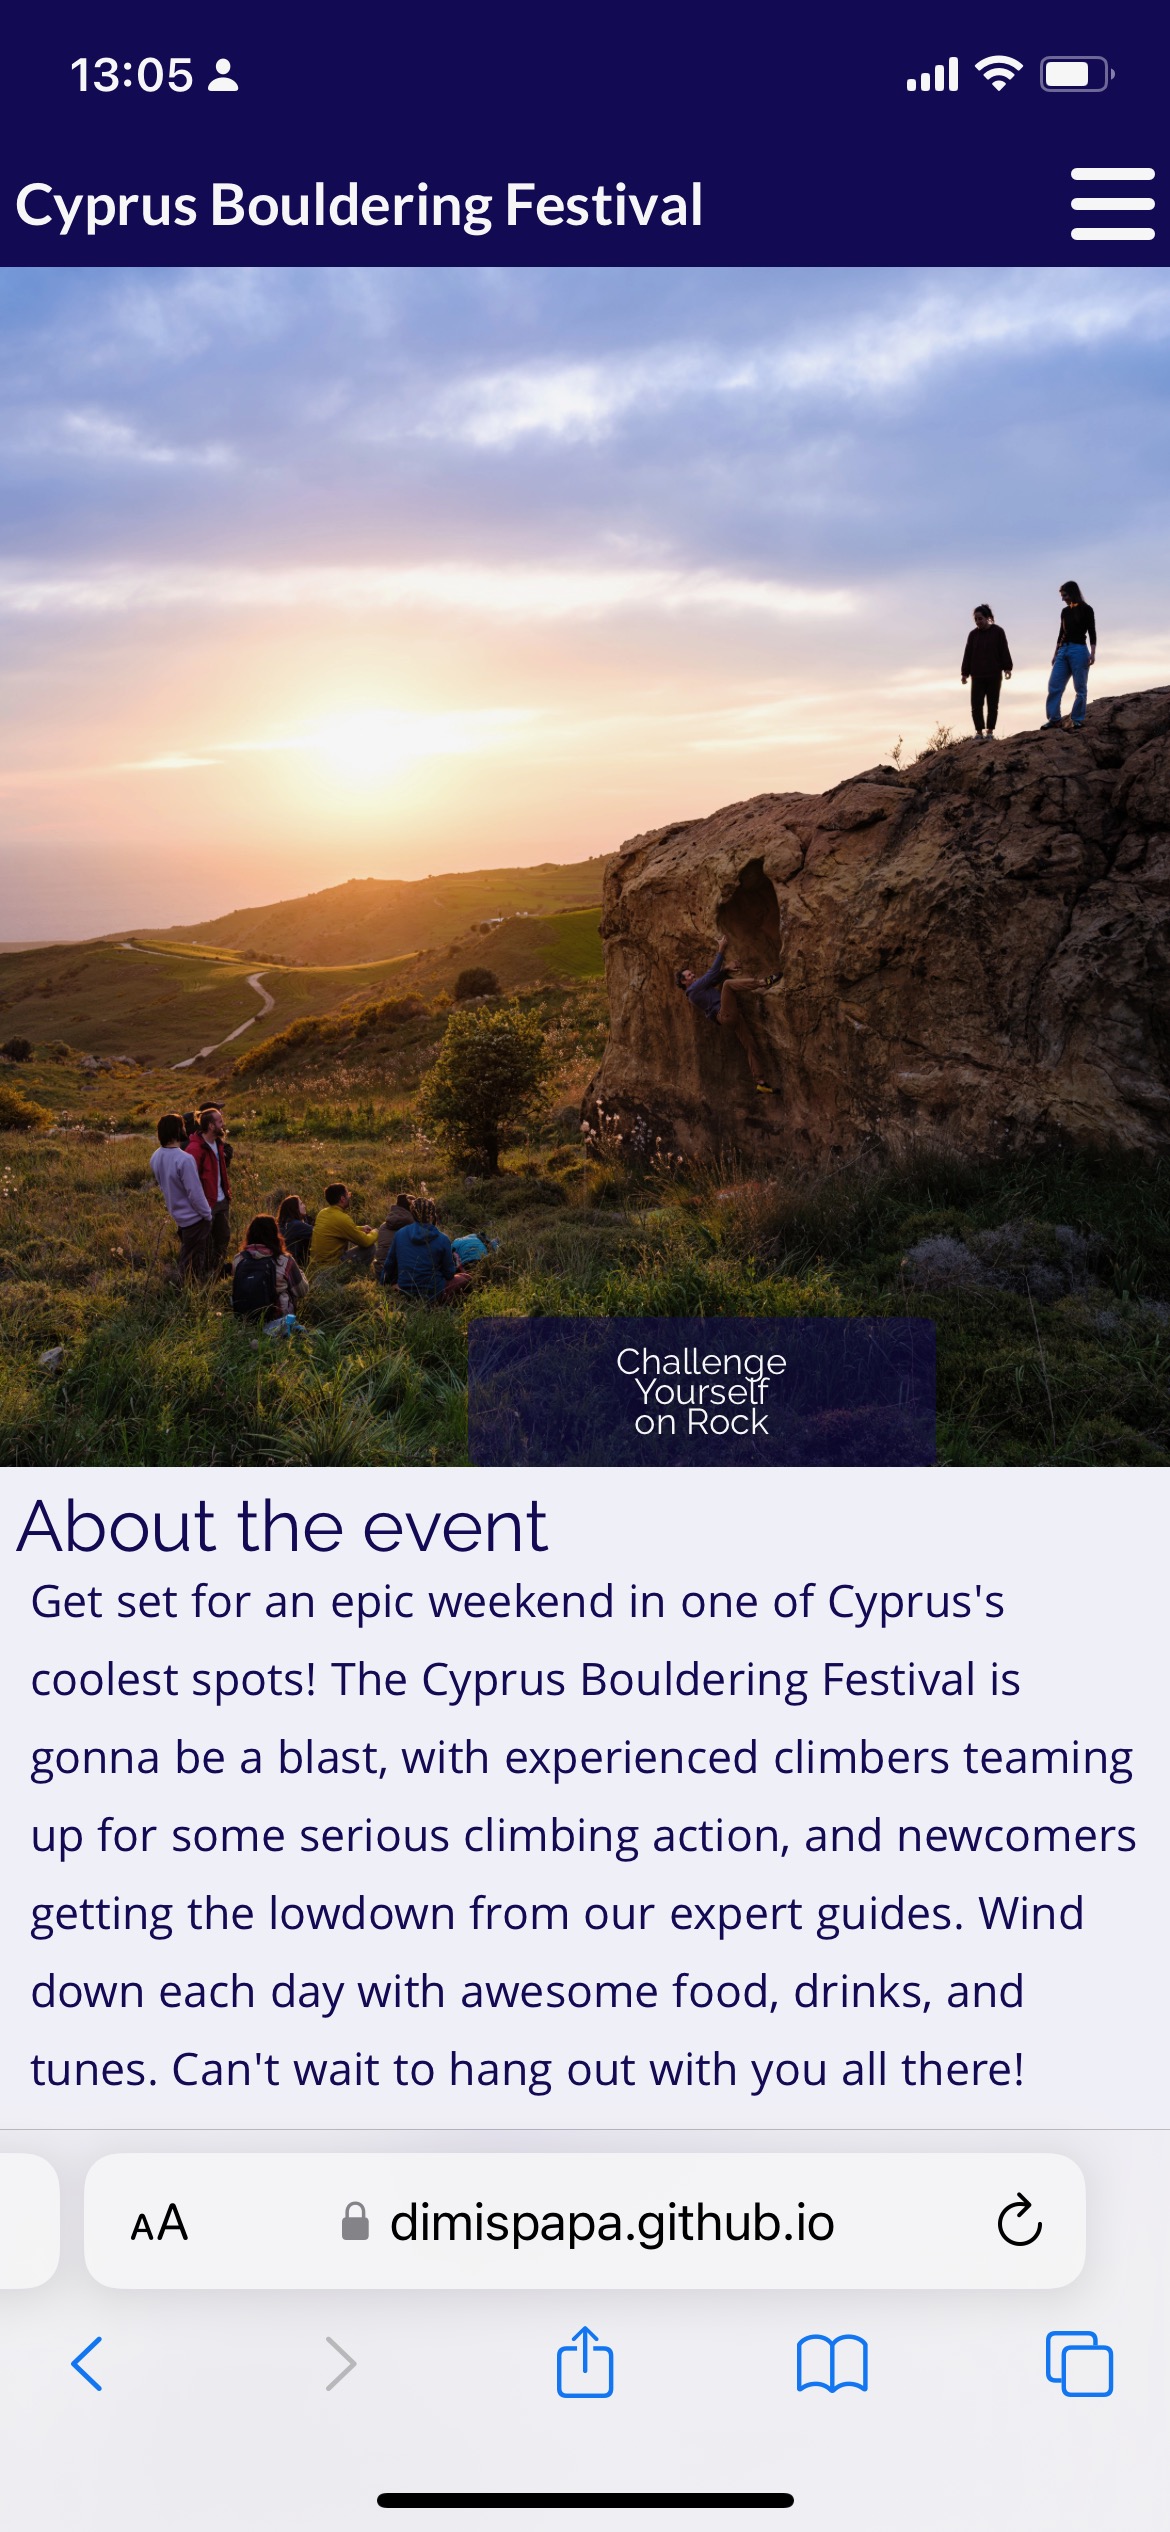 13:05
Cyprus Bouldering Festival
Challenge
Yourself
on Rock
About the event
Get set for an epic weekend in one of Cyprus's
coolest spots! The Cyprus Bouldering Festival is
gonna be a blast, with experienced climbers teaming
up for some serious climbing action, and newcomers
getting the lowdown from our expert guides. Wind
down each day with awesome food, drinks, and
tunes. Can't wait to hang out with you all there!
AA dimispapa.github.io